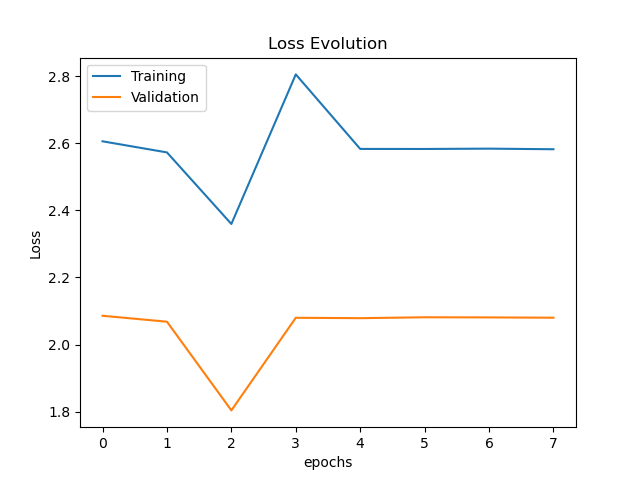 Loss Evolution
Training
Validation
2.8
2.6
2.4
2.2
2.0
1.8
Loss
0 1 2 3 4 5 6 7
epochs